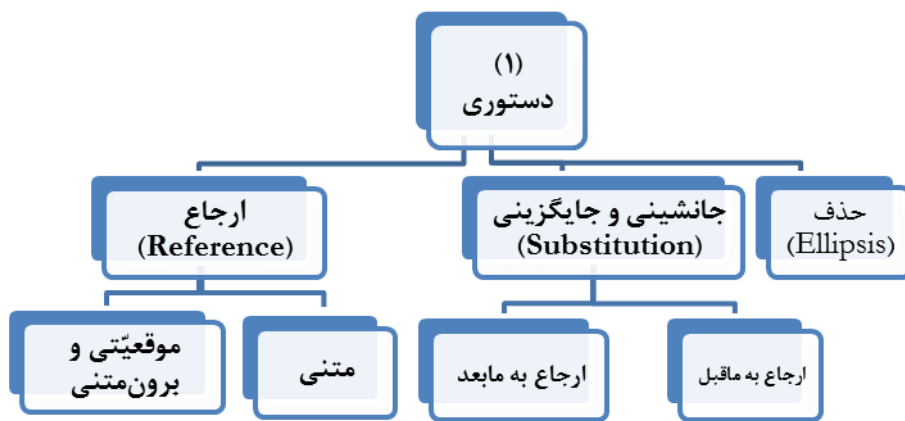 (۱)
دستوری
حذف
(Ellipsis)
جانشینی و جایگزینی
(Substitution)
ارجاع
(Reference)
ارجاع به ماقبل
ارجاع به مابعد
متنی
موقعیّتی و
برون‌متنی